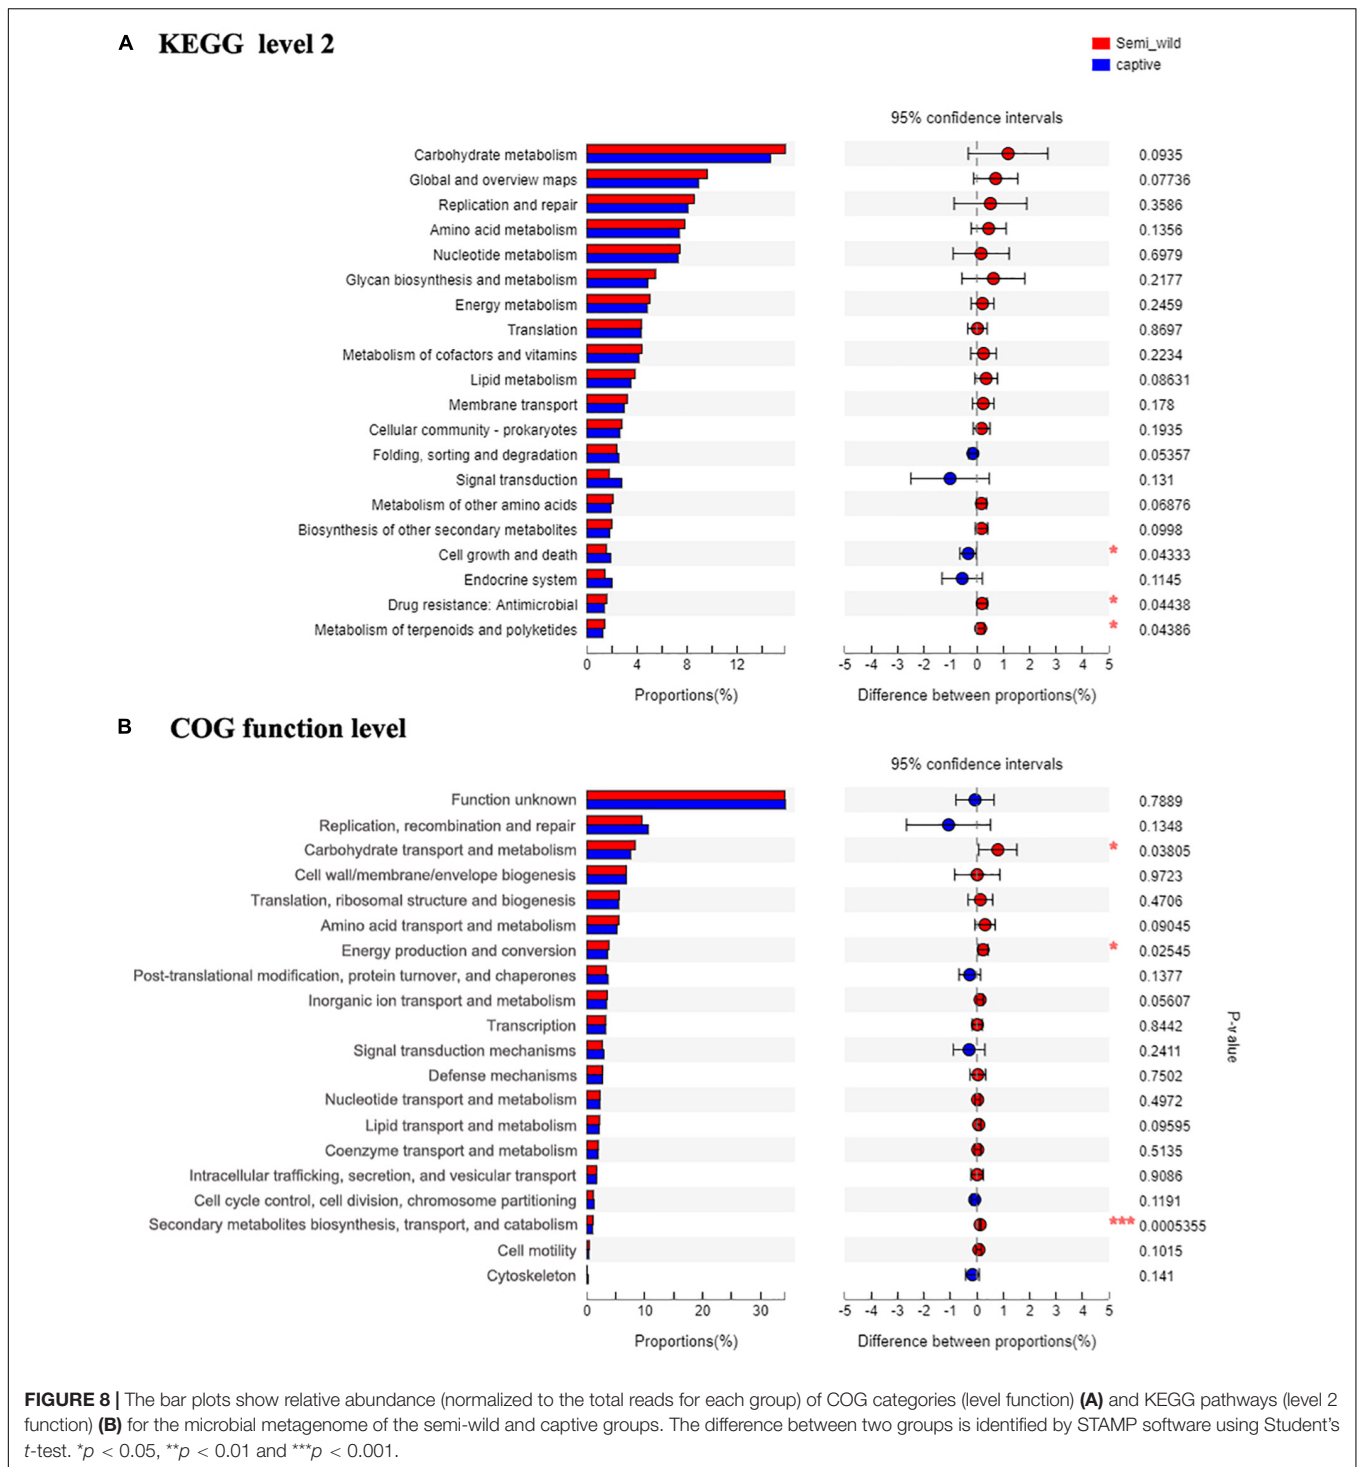 A KEGG level 2
Semi_wild
captive
95% confidence intervals
Carbohydrate metabolism 0.0935
Global and overview maps 0.07736
Replication and repair 0.3586
Amino acid metabolism 0.1356
Nucleotide metabolism 0.6979
Glycan biosynthesis and metabolism 0.2177
Energy metabolism 0.2459
Translation 0.8697
Metabolism of cofactors and vitamins 0.2234
Lipid metabolism 0.08631
Membrane transport 0.178
Cellular community - prokaryotes 0.1935
Folding, sorting and degradation 0.05357
Signal transduction 0.131
Metabolism of other amino acids 0.06876
Biosynthesis of other secondary metabolites 0.0998
Cell growth and death * 0.04333
Endocrine system 0.1145
Drug resistance: Antimicrobial * 0.04438
Metabolism of terpenoids and polyketides * 0.04386
0 4 8 12 -5 -4 -3 -2 -1 0 1 2 3 4 5
Proportions(%) Difference between proportions(%)
B COG function level
95% confidence intervals
Function unknown 0.7889
Replication, recombination and repair 0.1348
Carbohydrate transport and metabolism * 0.03805
Cell wall/membrane/envelope biogenesis 0.9723
Translation, ribosomal structure and biogenesis 0.4706
Amino acid transport and metabolism 0.09045
Energy production and conversion * 0.02545
Post-translational modification, protein turnover, and chaperones 0.1377
Inorganic ion transport and metabolism 0.05607
Transcription 0.8442
Signal transduction mechanisms 0.2411
Defense mechanisms 0.7502
Nucleotide transport and metabolism 0.4972
Lipid transport and metabolism 0.09595
Coenzyme transport and metabolism 0.5135
Intracellular trafficking, secretion, and vesicular transport 0.9086
Cell cycle control, cell division, chromosome partitioning 0.1191
Secondary metabolites biosynthesis, transport, and catabolism *** 0.0005355
Cell motility 0.1015
Cytoskeleton 0.141
P-value
0 10 20 30 -5 -4 -3 -2 -1 0 1 2 3 4 5
Proportions(%) Difference between proportions(%)
FIGURE 8 | The bar plots show relative abundance (normalized to the total reads for each group) of COG categories (level function) (A) and KEGG pathways (level 2
function) (B) for the microbial metagenome of the semi-wild and captive groups. The difference between two groups is identified by STAMP software using Student's
t-test. *p < 0.05, **p < 0.01 and ***p < 0.001.